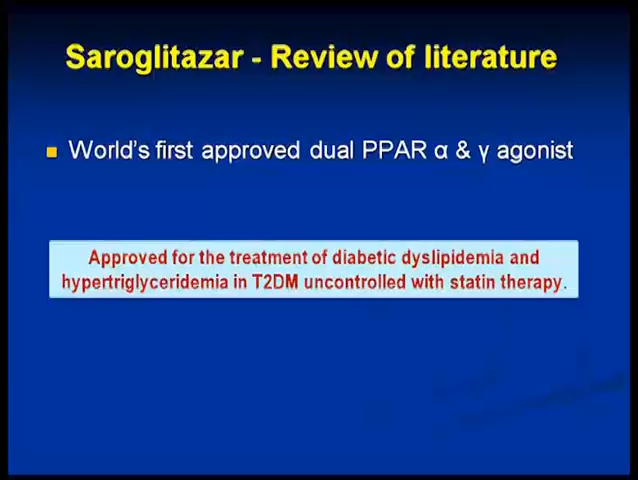 Saroglitazar - Review of literature
World's first approved dual PPAR α & γ agonist
Approved for the treatment of diabetic dyslipidemia and
hypertriglyceridemia in T2DM uncontrolled with statin therapy.